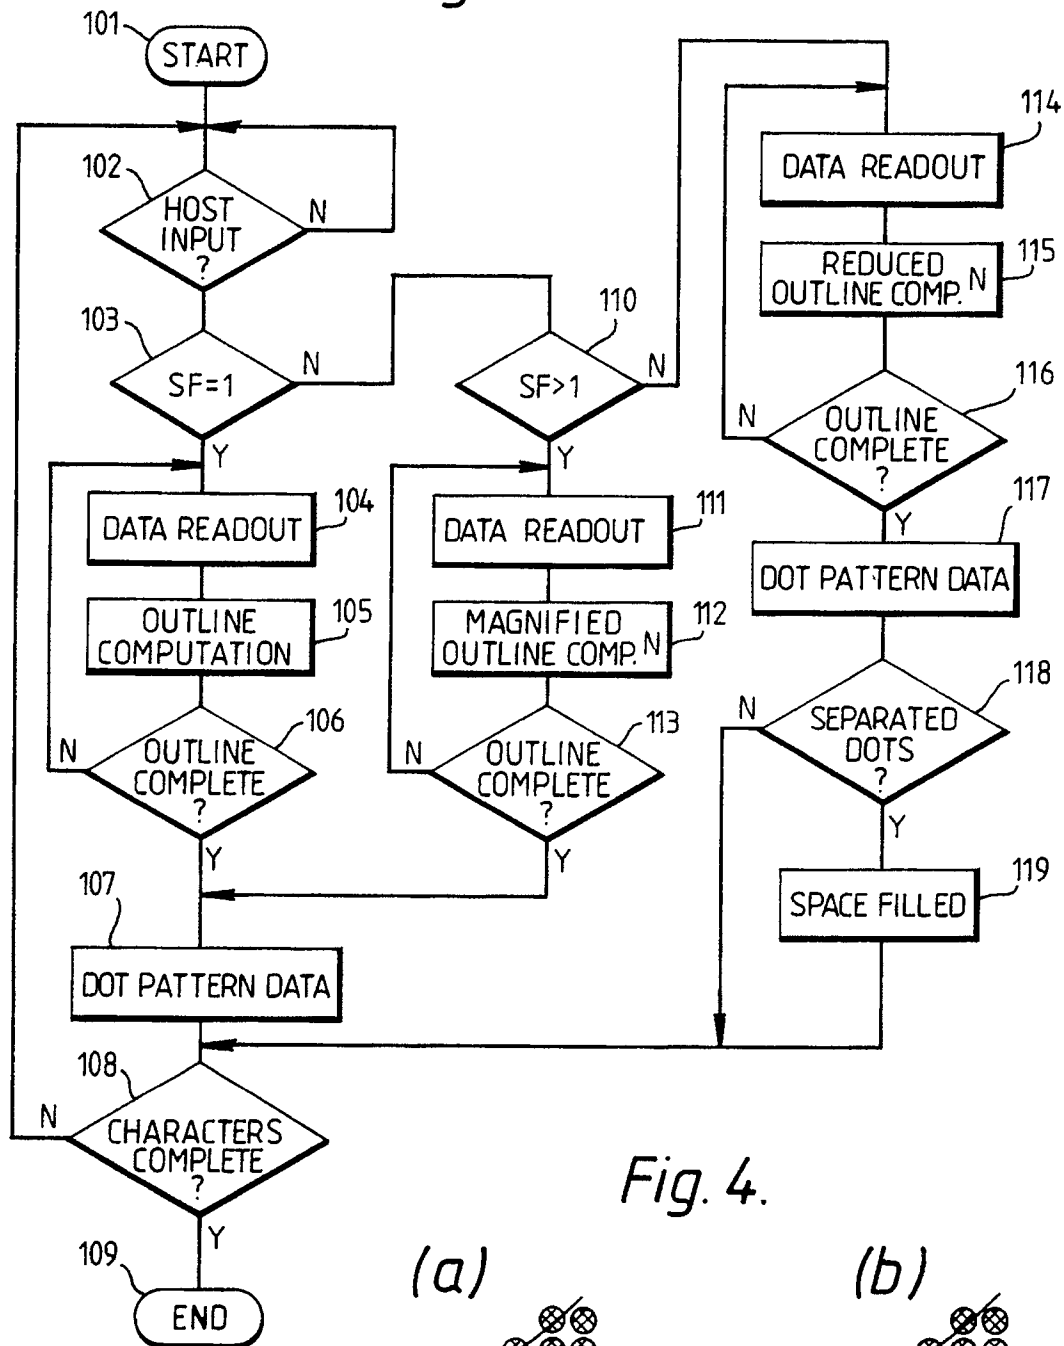 101
START
102
HOST
INPUT
?
N
103
SF=1
N
Y
DATA READOUT
104
OUTLINE
COMPUTATION
105
106
OUTLINE
COMPLETE
?
N
Y
107
DOT PATTERN DATA
108
CHARACTERS
COMPLETE
?
N
Y
109
END
110
SF>1
N
Y
DATA READOUT
111
MAGNIFIED
OUTLINE COMP. N
112
113
OUTLINE
COMPLETE
?
N
Y
114
DATA READOUT
REDUCED
OUTLINE COMP. N
115
116
OUTLINE
COMPLETE
?
N
Y
117
DOT PATTERN DATA
118
SEPARATED
DOTS
?
N
Y
119
SPACE FILLED
Fig. 4.
(a)
(b)